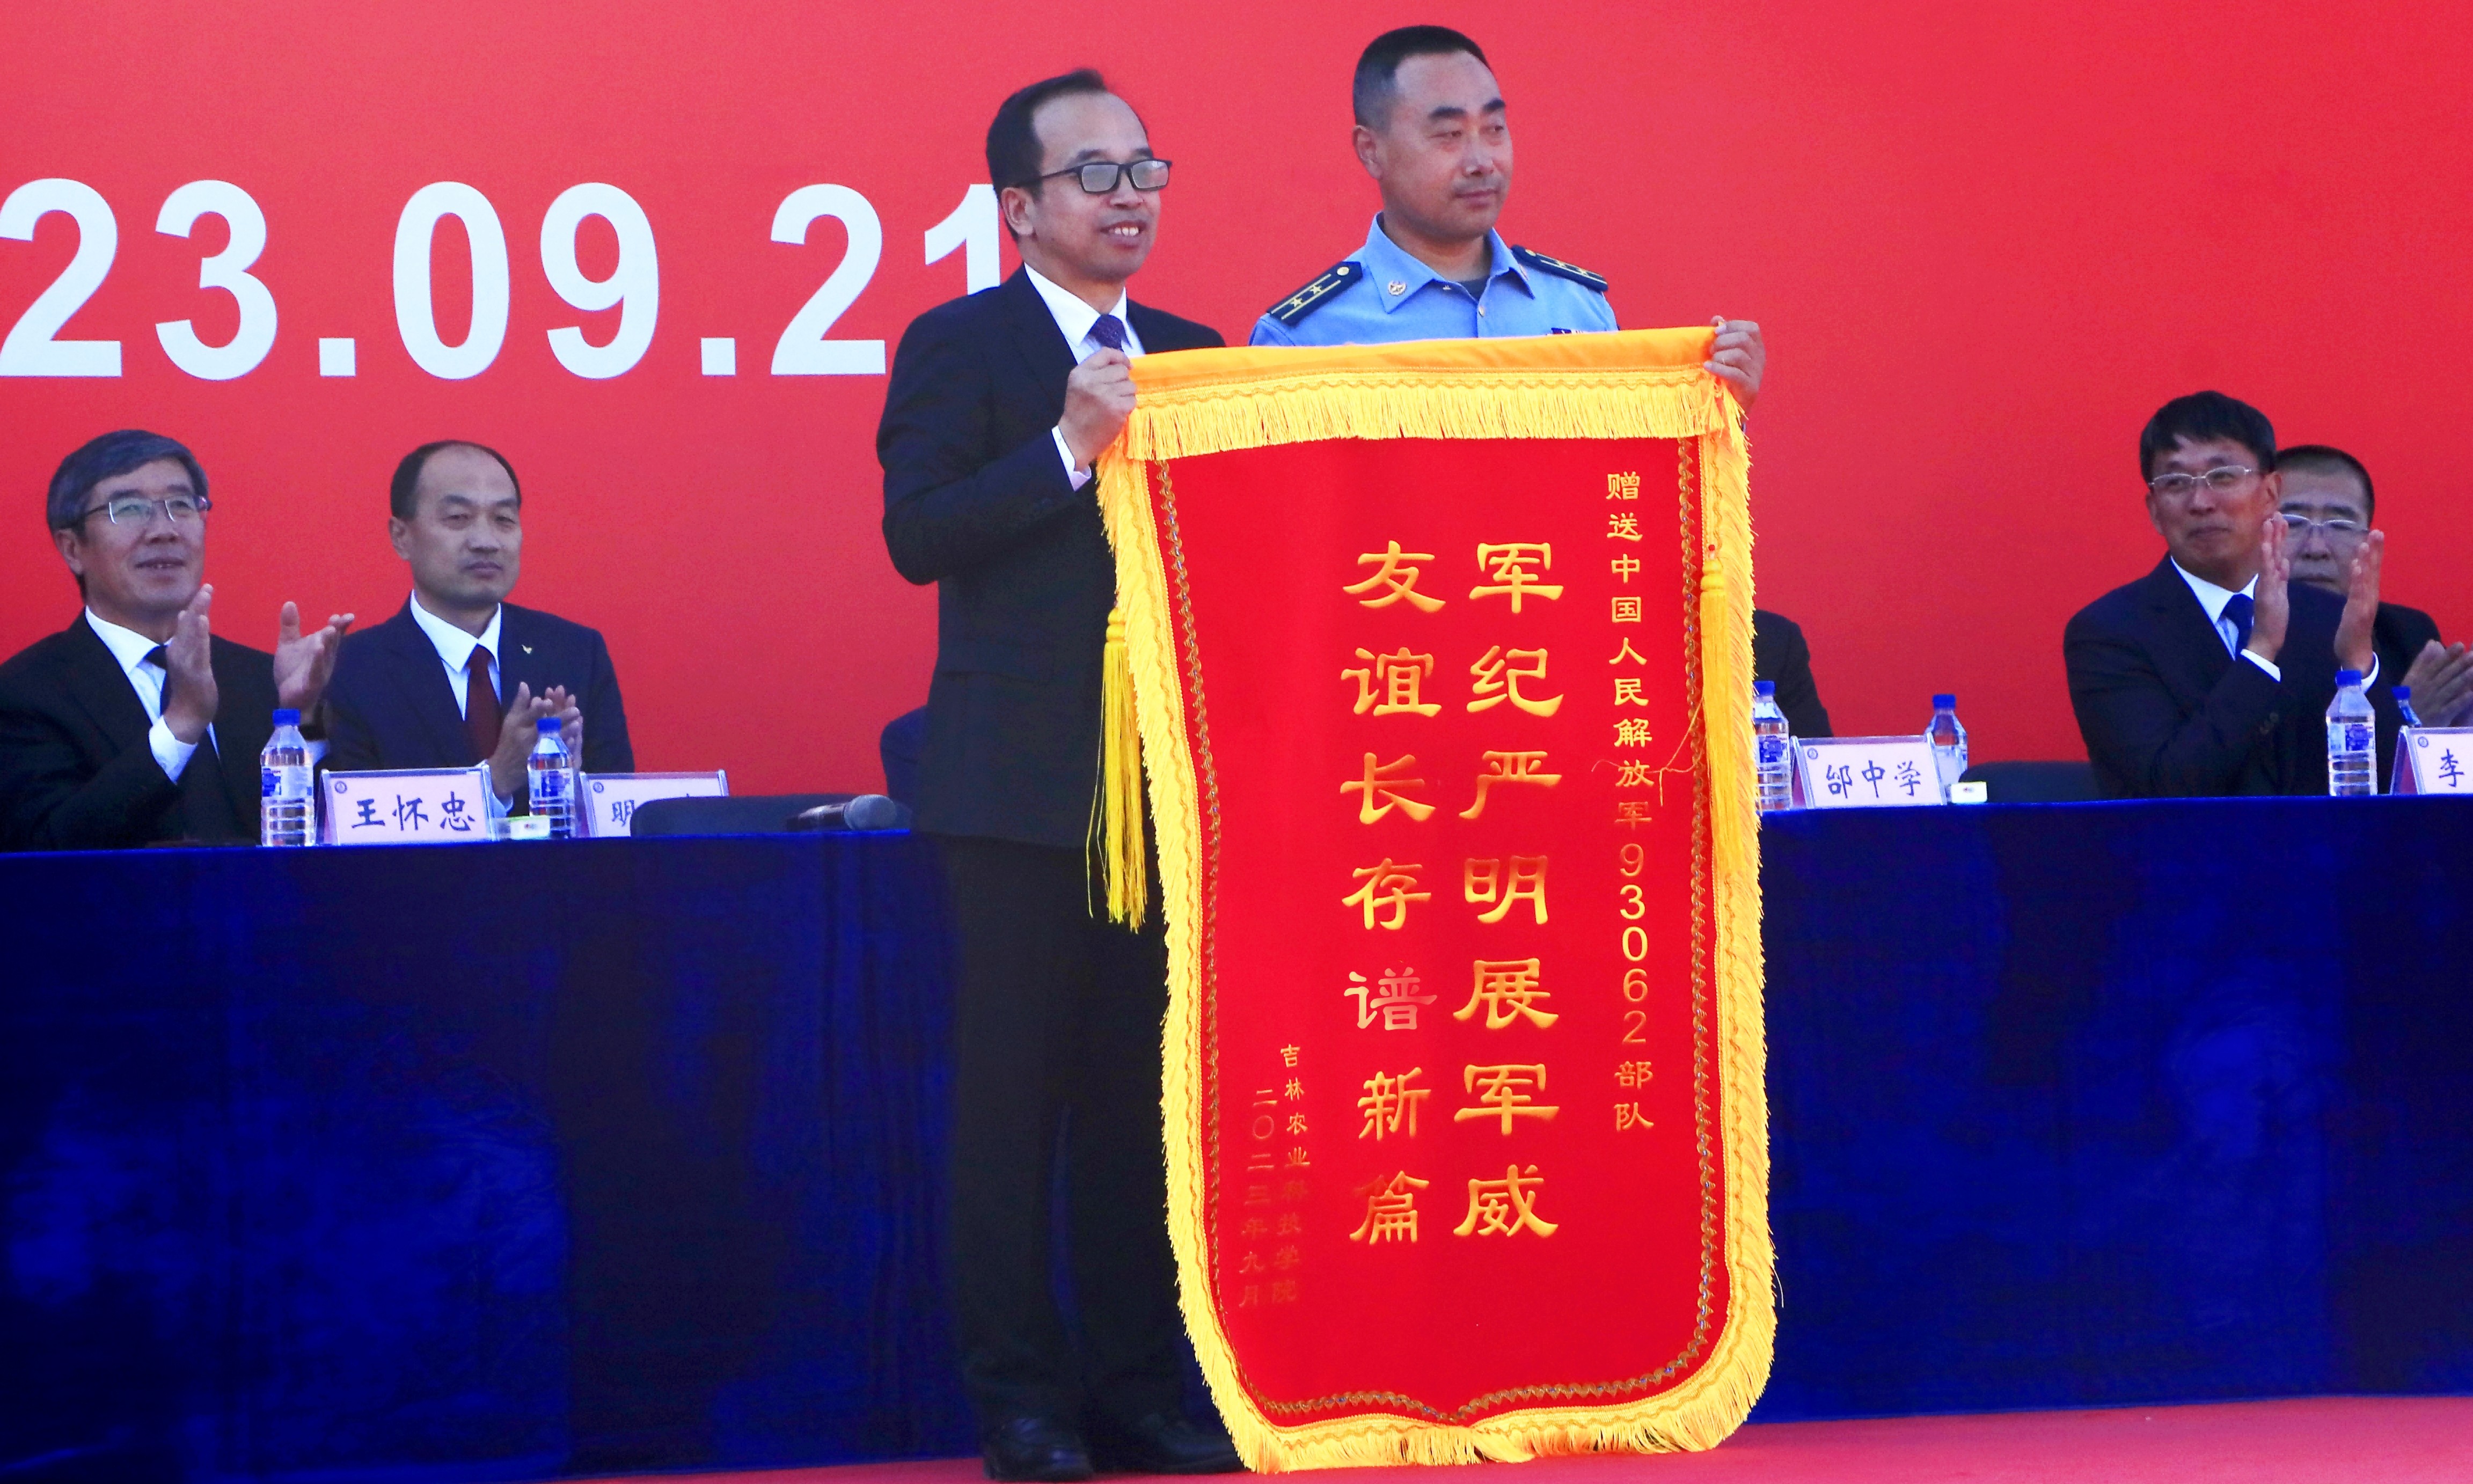 23.09.21
赠送中国人民解放军93062部队
军纪严明展军威
友谊长存谱新篇
吉林农业科技学院
二〇二三年九月
王怀忠
明
邰中学
李